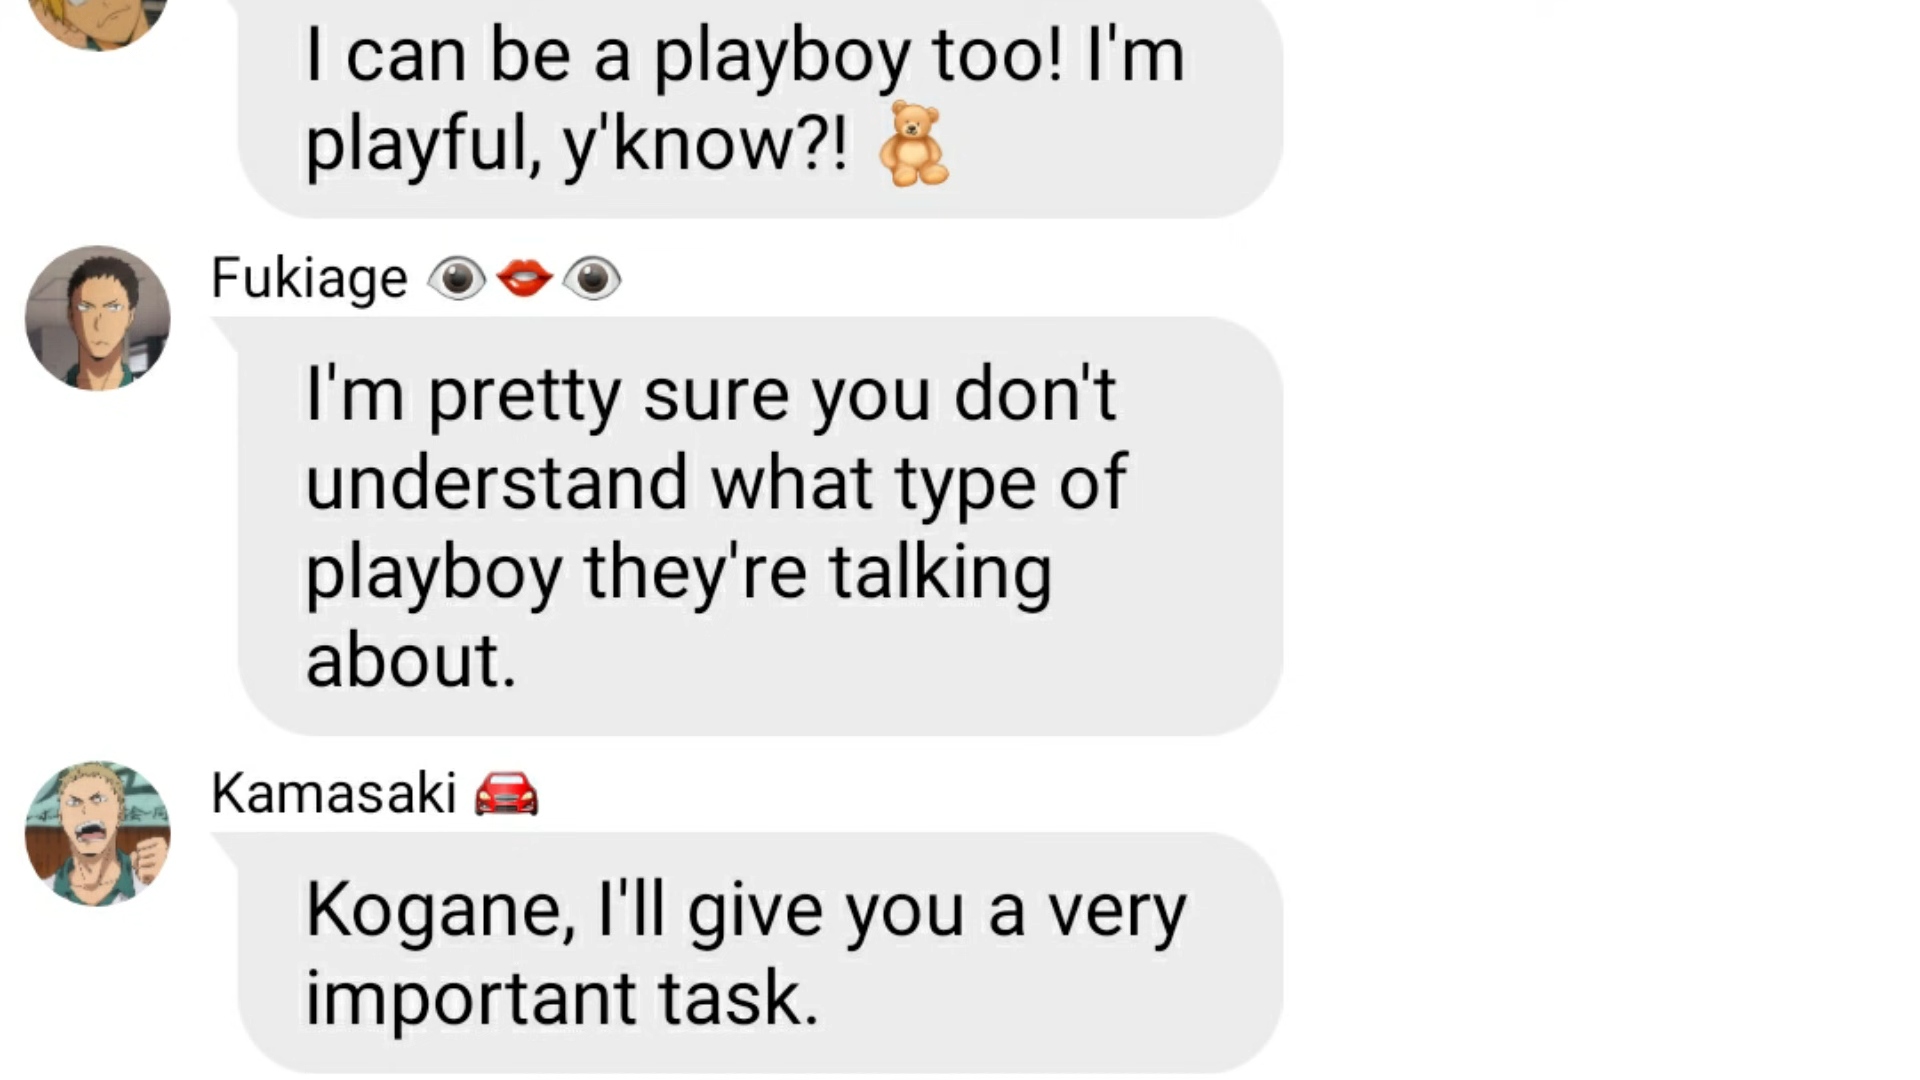 I can be a playboy too! I'm
playful, y'know?! 🧸
Fukiage 👁️👄👁️
I'm pretty sure you don't
understand what type of
playboy they're talking
about.
Kamasaki 🚘
Kogane, I'll give you a very
important task.